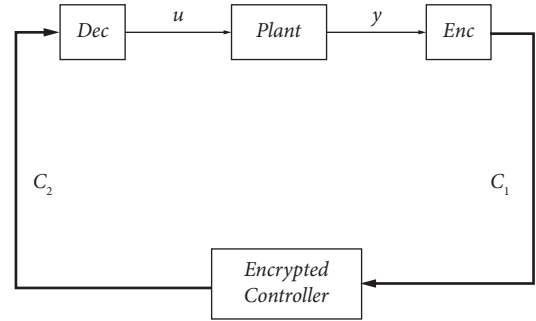 Dec
u
Plant
y
Enc
C₂
C₁
Encrypted
Controller